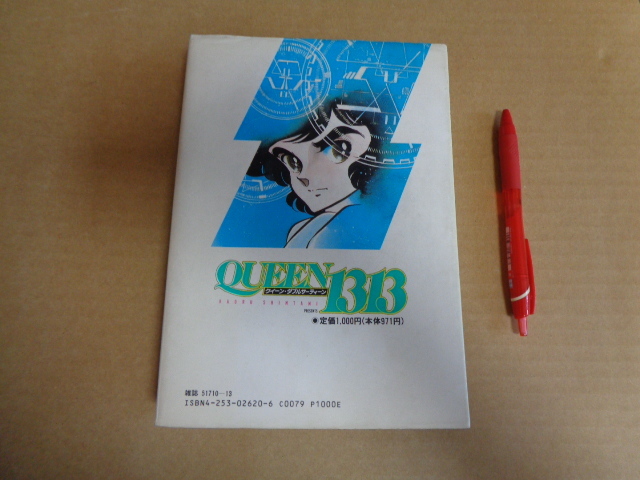 QUEEN 1313
クイーン・ダブルサーティーン
PRESENTS
●定価1,000円(本体971円)
雑誌 51710-10
ISBN4-253-02620-6 C0079 P1000E